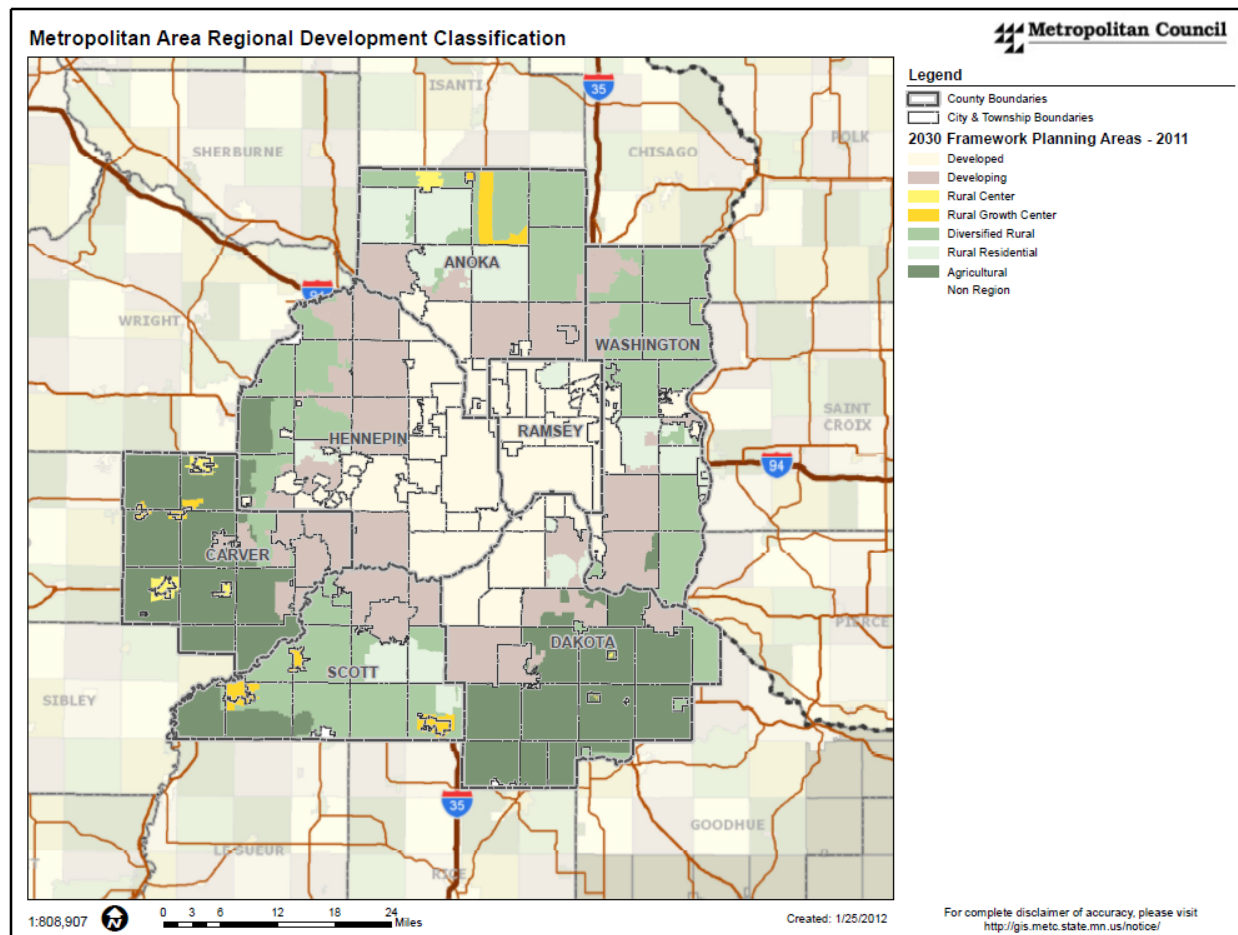 Metropolitan Area Regional Development Classification
Metropolitan Council
Legend
County Boundaries
City & Township Boundaries
2030 Framework Planning Areas - 2011
Developed
Developing
Rural Center
Rural Growth Center
Diversified Rural
Rural Residential
Agricultural
Non Region
ISANTI
35
SHERBURNE
CHISAGO
POLK
ANOKA
WRIGHT
WASHINGTON
SAINT
CROIX
HENNEPIN
RAMSEY
94
CARVER
PIERCE
DAKOTA
SCOTT
SIBLEY
35
GOODHUE
LE SUEUR
RICE
1:808,907
N
0 3 6 12 18 24
Miles
Created: 1/25/2012
For complete disclaimer of accuracy, please visit
http://gis.metc.state.mn.us/notice/